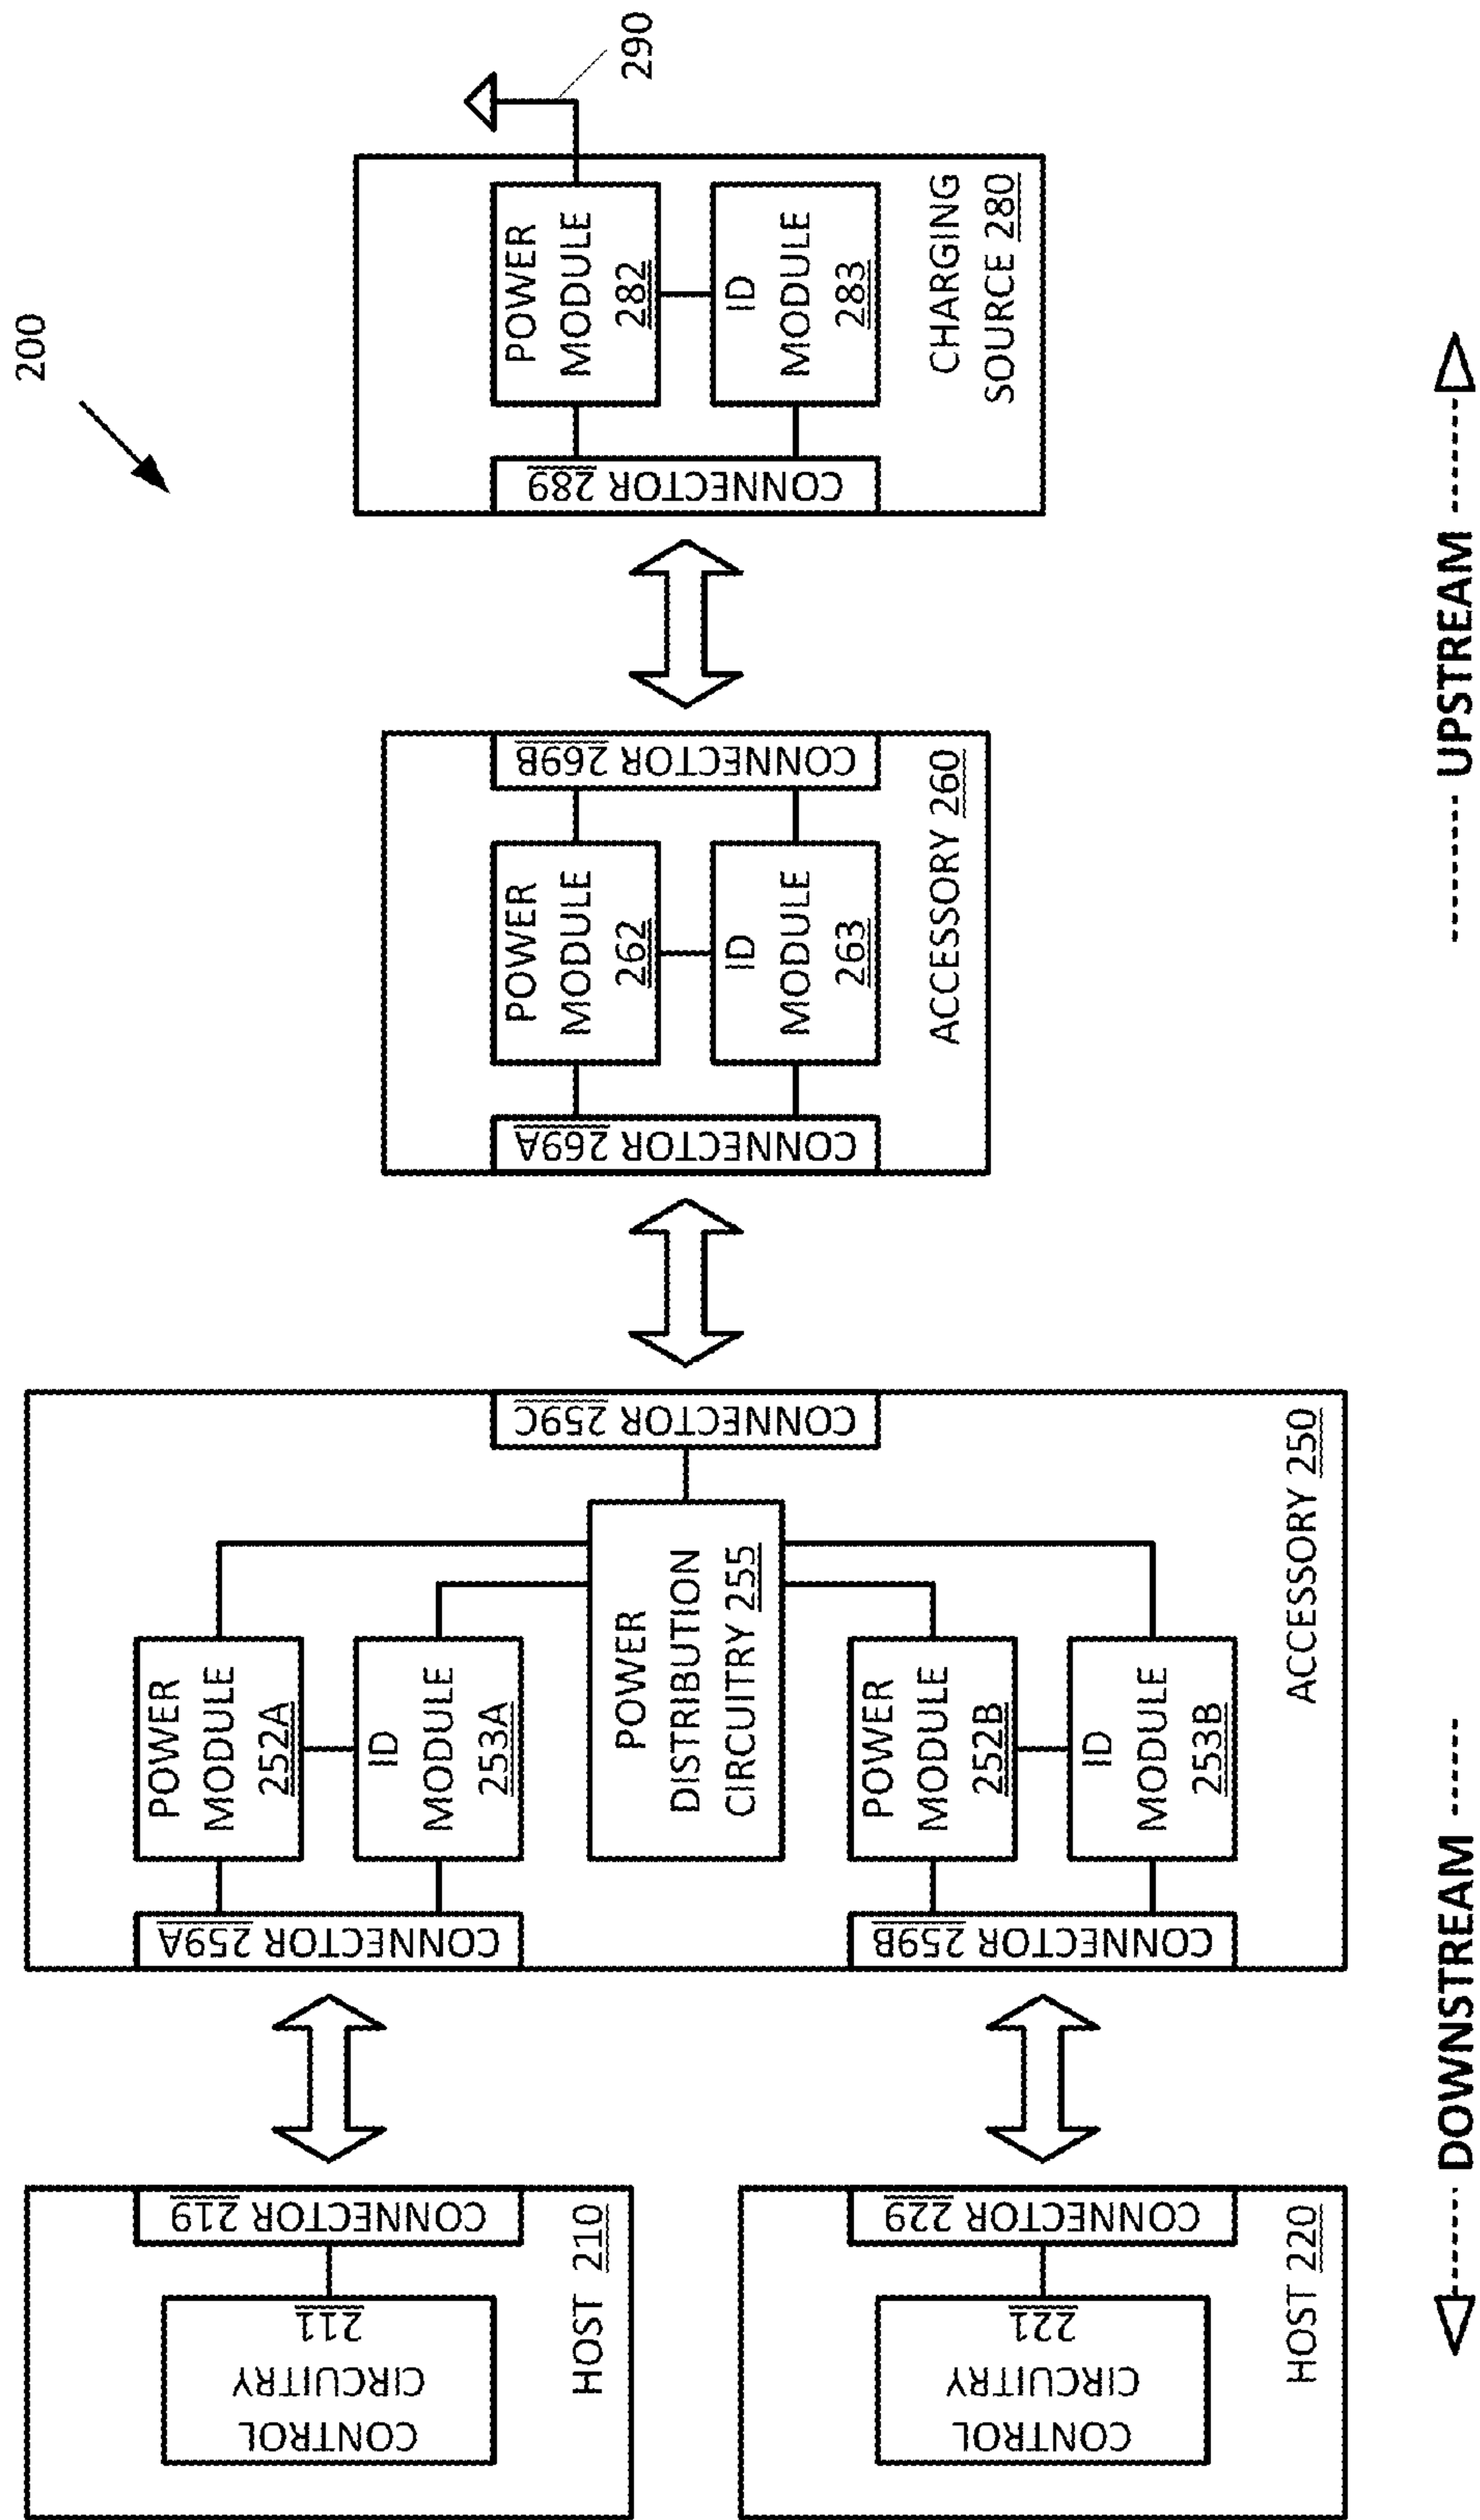 200
HOST 210
CONTROL
CIRCUITRY
211
CONNECTOR 219
HOST 220
CONTROL
CIRCUITRY
221
CONNECTOR 229
CONNECTOR 259A
POWER
MODULE
252A
ID
MODULE
253A
POWER
DISTRIBUTION
CIRCUITRY 255
CONNECTOR 259B
POWER
MODULE
252B
ID
MODULE
253B
CONNECTOR 259C
ACCESSORY 250
CONNECTOR 269A
POWER
MODULE
262
ID
MODULE
263
CONNECTOR 269B
ACCESSORY 260
CONNECTOR 289
POWER
MODULE
282
ID
MODULE
283
CHARGING
SOURCE 280
290
DOWNSTREAM
UPSTREAM